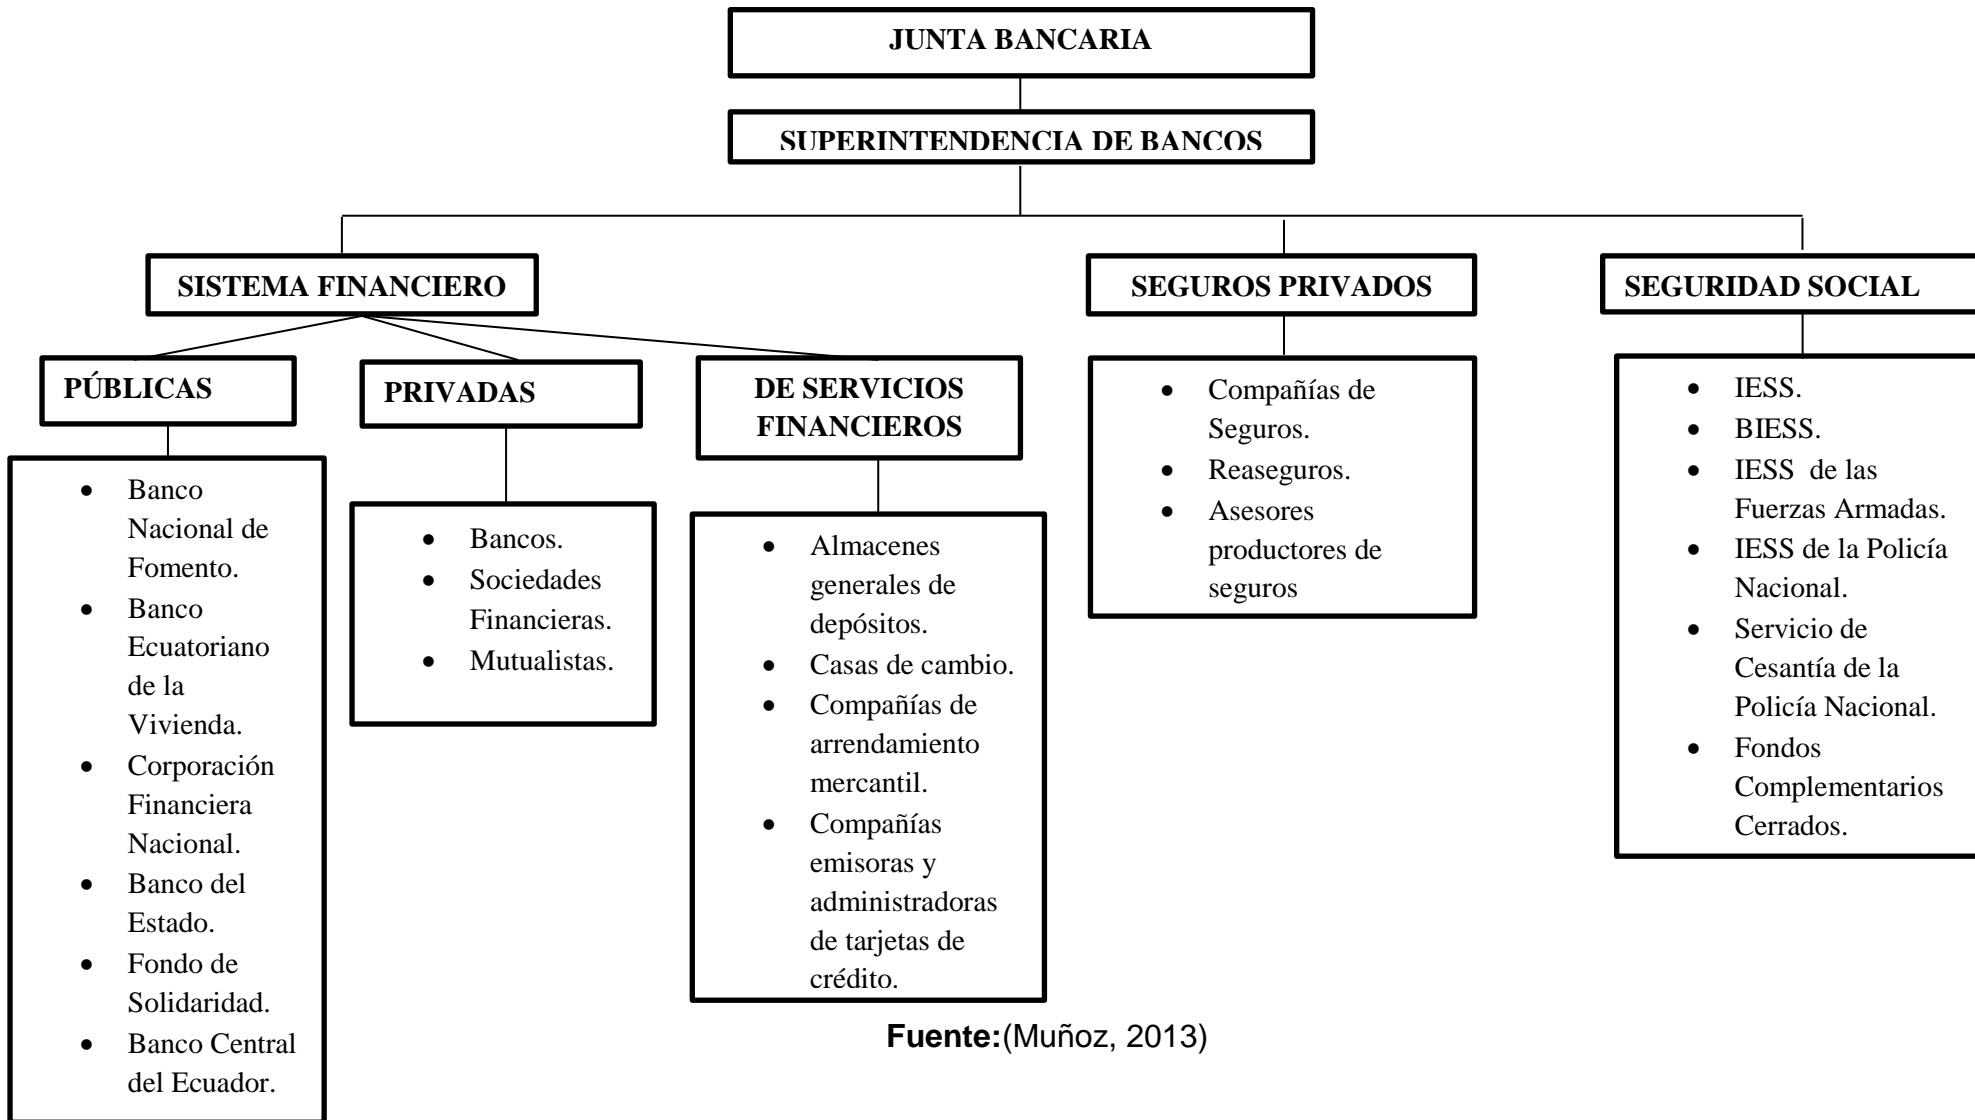 JUNTA BANCARIA
SUPERINTENDENCIA DE BANCOS
SISTEMA FINANCIERO
SEGUROS PRIVADOS
SEGURIDAD SOCIAL
PÚBLICAS
PRIVADAS
DE SERVICIOS
FINANCIEROS
• Banco
Nacional de
Fomento.
• Banco
Ecuatoriano
de la
Vivienda.
• Corporación
Financiera
Nacional.
• Banco del
Estado.
• Fondo de
Solidaridad.
• Banco Central
del Ecuador.
• Bancos.
• Sociedades
Financieras.
• Mutualistas.
• Almacenes
generales de
depósitos.
• Casas de cambio.
• Compañías de
arrendamiento
mercantil.
• Compañías
emisoras y
administradoras
de tarjetas de
crédito.
• Compañías de
Seguros.
• Reaseguros.
• Asesores
productores de
seguros
• IESS.
• BIESS.
• IESS  de las
Fuerzas Armadas.
• IESS de la Policía
Nacional.
• Servicio de
Cesantía de la
Policía Nacional.
• Fondos
Complementarios
Cerrados.
Fuente:(Muñoz, 2013)